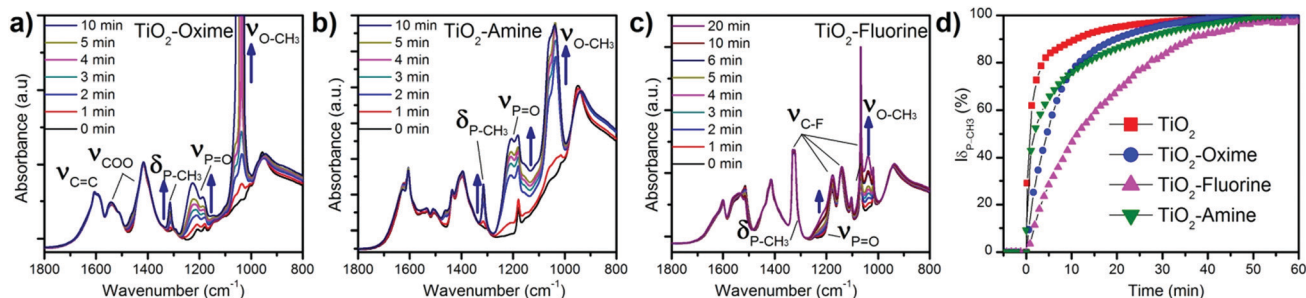 a)
TiO2-Oxime
10 min
5 min
4 min
3 min
2 min
1 min
0 min
νO-CH3
νC=C
νCOO
δP-CH3
νP=O
Absorbance (a.u)
1800 1600 1400 1200 1000 800
Wavenumber (cm-1)
b)
TiO2-Amine
10 min
5 min
4 min
3 min
2 min
1 min
0 min
νO-CH3
νP=O
δP-CH3
Absorbance (a.u.)
1800 1600 1400 1200 1000 800
Wavenumber (cm-1)
c)
TiO2-Fluorine
20 min
10 min
6 min
5 min
4 min
3 min
2 min
1 min
0 min
νC-F
νO-CH3
δP-CH3
νP=O
Absorbance (a.u.)
1800 1600 1400 1200 1000 800
Wavenumber (cm-1)
d)
100
80
60
40
20
0
IδP-CH3 (%)
TiO2
TiO2-Oxime
TiO2-Fluorine
TiO2-Amine
0 10 20 30 40 50 60
Time (min)